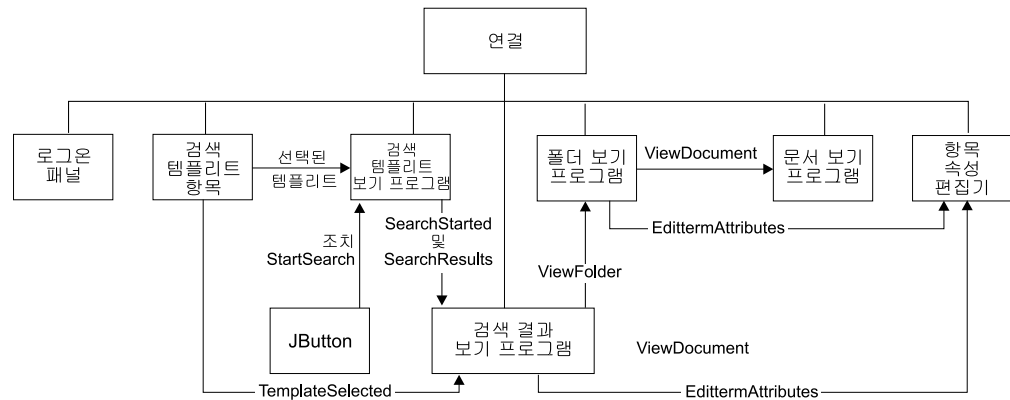 연결
로그온
패널
검색
템플리트
항목
선택된
템플리트
검색
템플리트
보기 프로그램
폴더 보기
프로그램
ViewDocument
문서 보기
프로그램
항목
속성
편집기
조치
StartSearch
SearchStarted
및
SearchResults
EdittermAttributes
ViewFolder
JButton
검색 결과
보기 프로그램
ViewDocument
TemplateSelected
EdittermAttributes